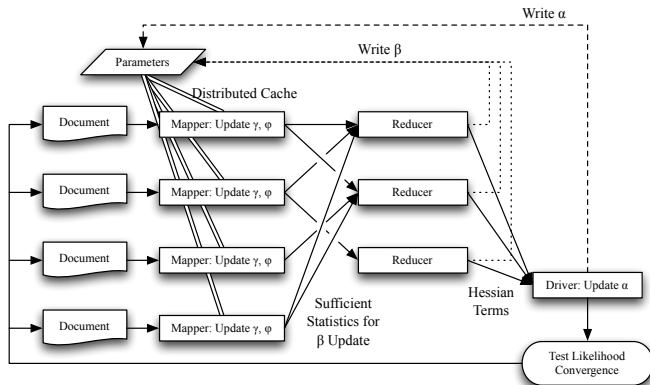 Write α
Parameters
Write β
Distributed Cache
Document
Mapper: Update γ, φ
Reducer
Document
Mapper: Update γ, φ
Reducer
Document
Mapper: Update γ, φ
Reducer
Document
Mapper: Update γ, φ
Sufficient
Statistics for
β Update
Hessian
Terms
Driver: Update α
Test Likelihood
Convergence